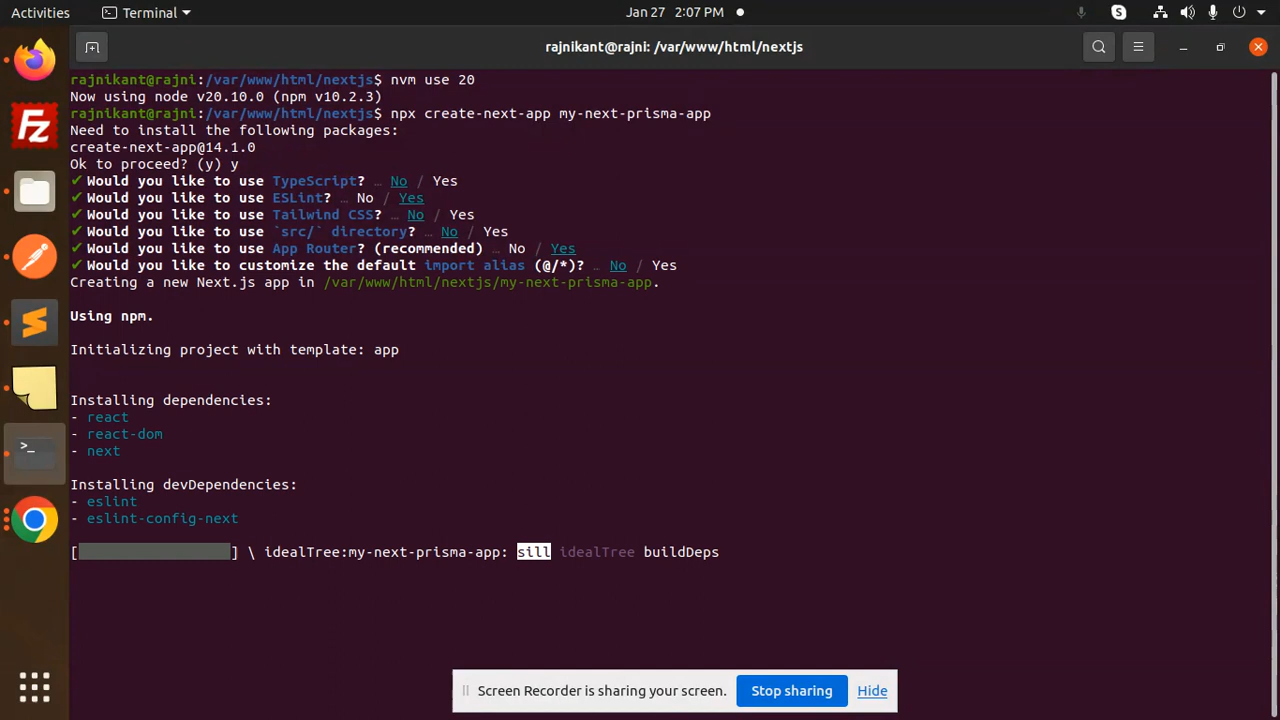 Activities
Terminal
Jan 27 2:07 PM
rajnikant@rajni: /var/www/html/nextjs
rajnikant@rajni:/var/www/html/nextjs$ nvm use 20
Now using node v20.10.0 (npm v10.2.3)
rajnikant@rajni:/var/www/html/nextjs$ npx create-next-app my-next-prisma-app
Need to install the following packages:
create-next-app@14.1.0
Ok to proceed? (y) y
✔ Would you like to use TypeScript? … No / Yes
✔ Would you like to use ESLint? … No / Yes
✔ Would you like to use Tailwind CSS? … No / Yes
✔ Would you like to use `src/` directory? … No / Yes
✔ Would you like to use App Router? (recommended) … No / Yes
✔ Would you like to customize the default import alias (@/*)? … No / Yes
Creating a new Next.js app in /var/www/html/nextjs/my-next-prisma-app.
Using npm.
Initializing project with template: app
Installing dependencies:
- react
- react-dom
- next
Installing devDependencies:
- eslint
- eslint-config-next
[                  ] \ idealTree:my-next-prisma-app: sill idealTree buildDeps
Screen Recorder is sharing your screen. Stop sharing Hide